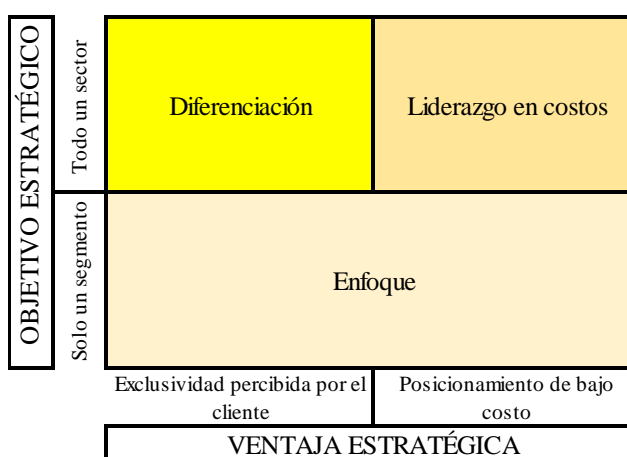 OBJETIVO ESTRATÉGICO
Todo un sector
Diferenciación
Liderazgo en costos
Solo un segmento
Enfoque
Exclusividad percibida por el
cliente
Posicionamiento de bajo
costo
VENTAJA ESTRATÉGICA